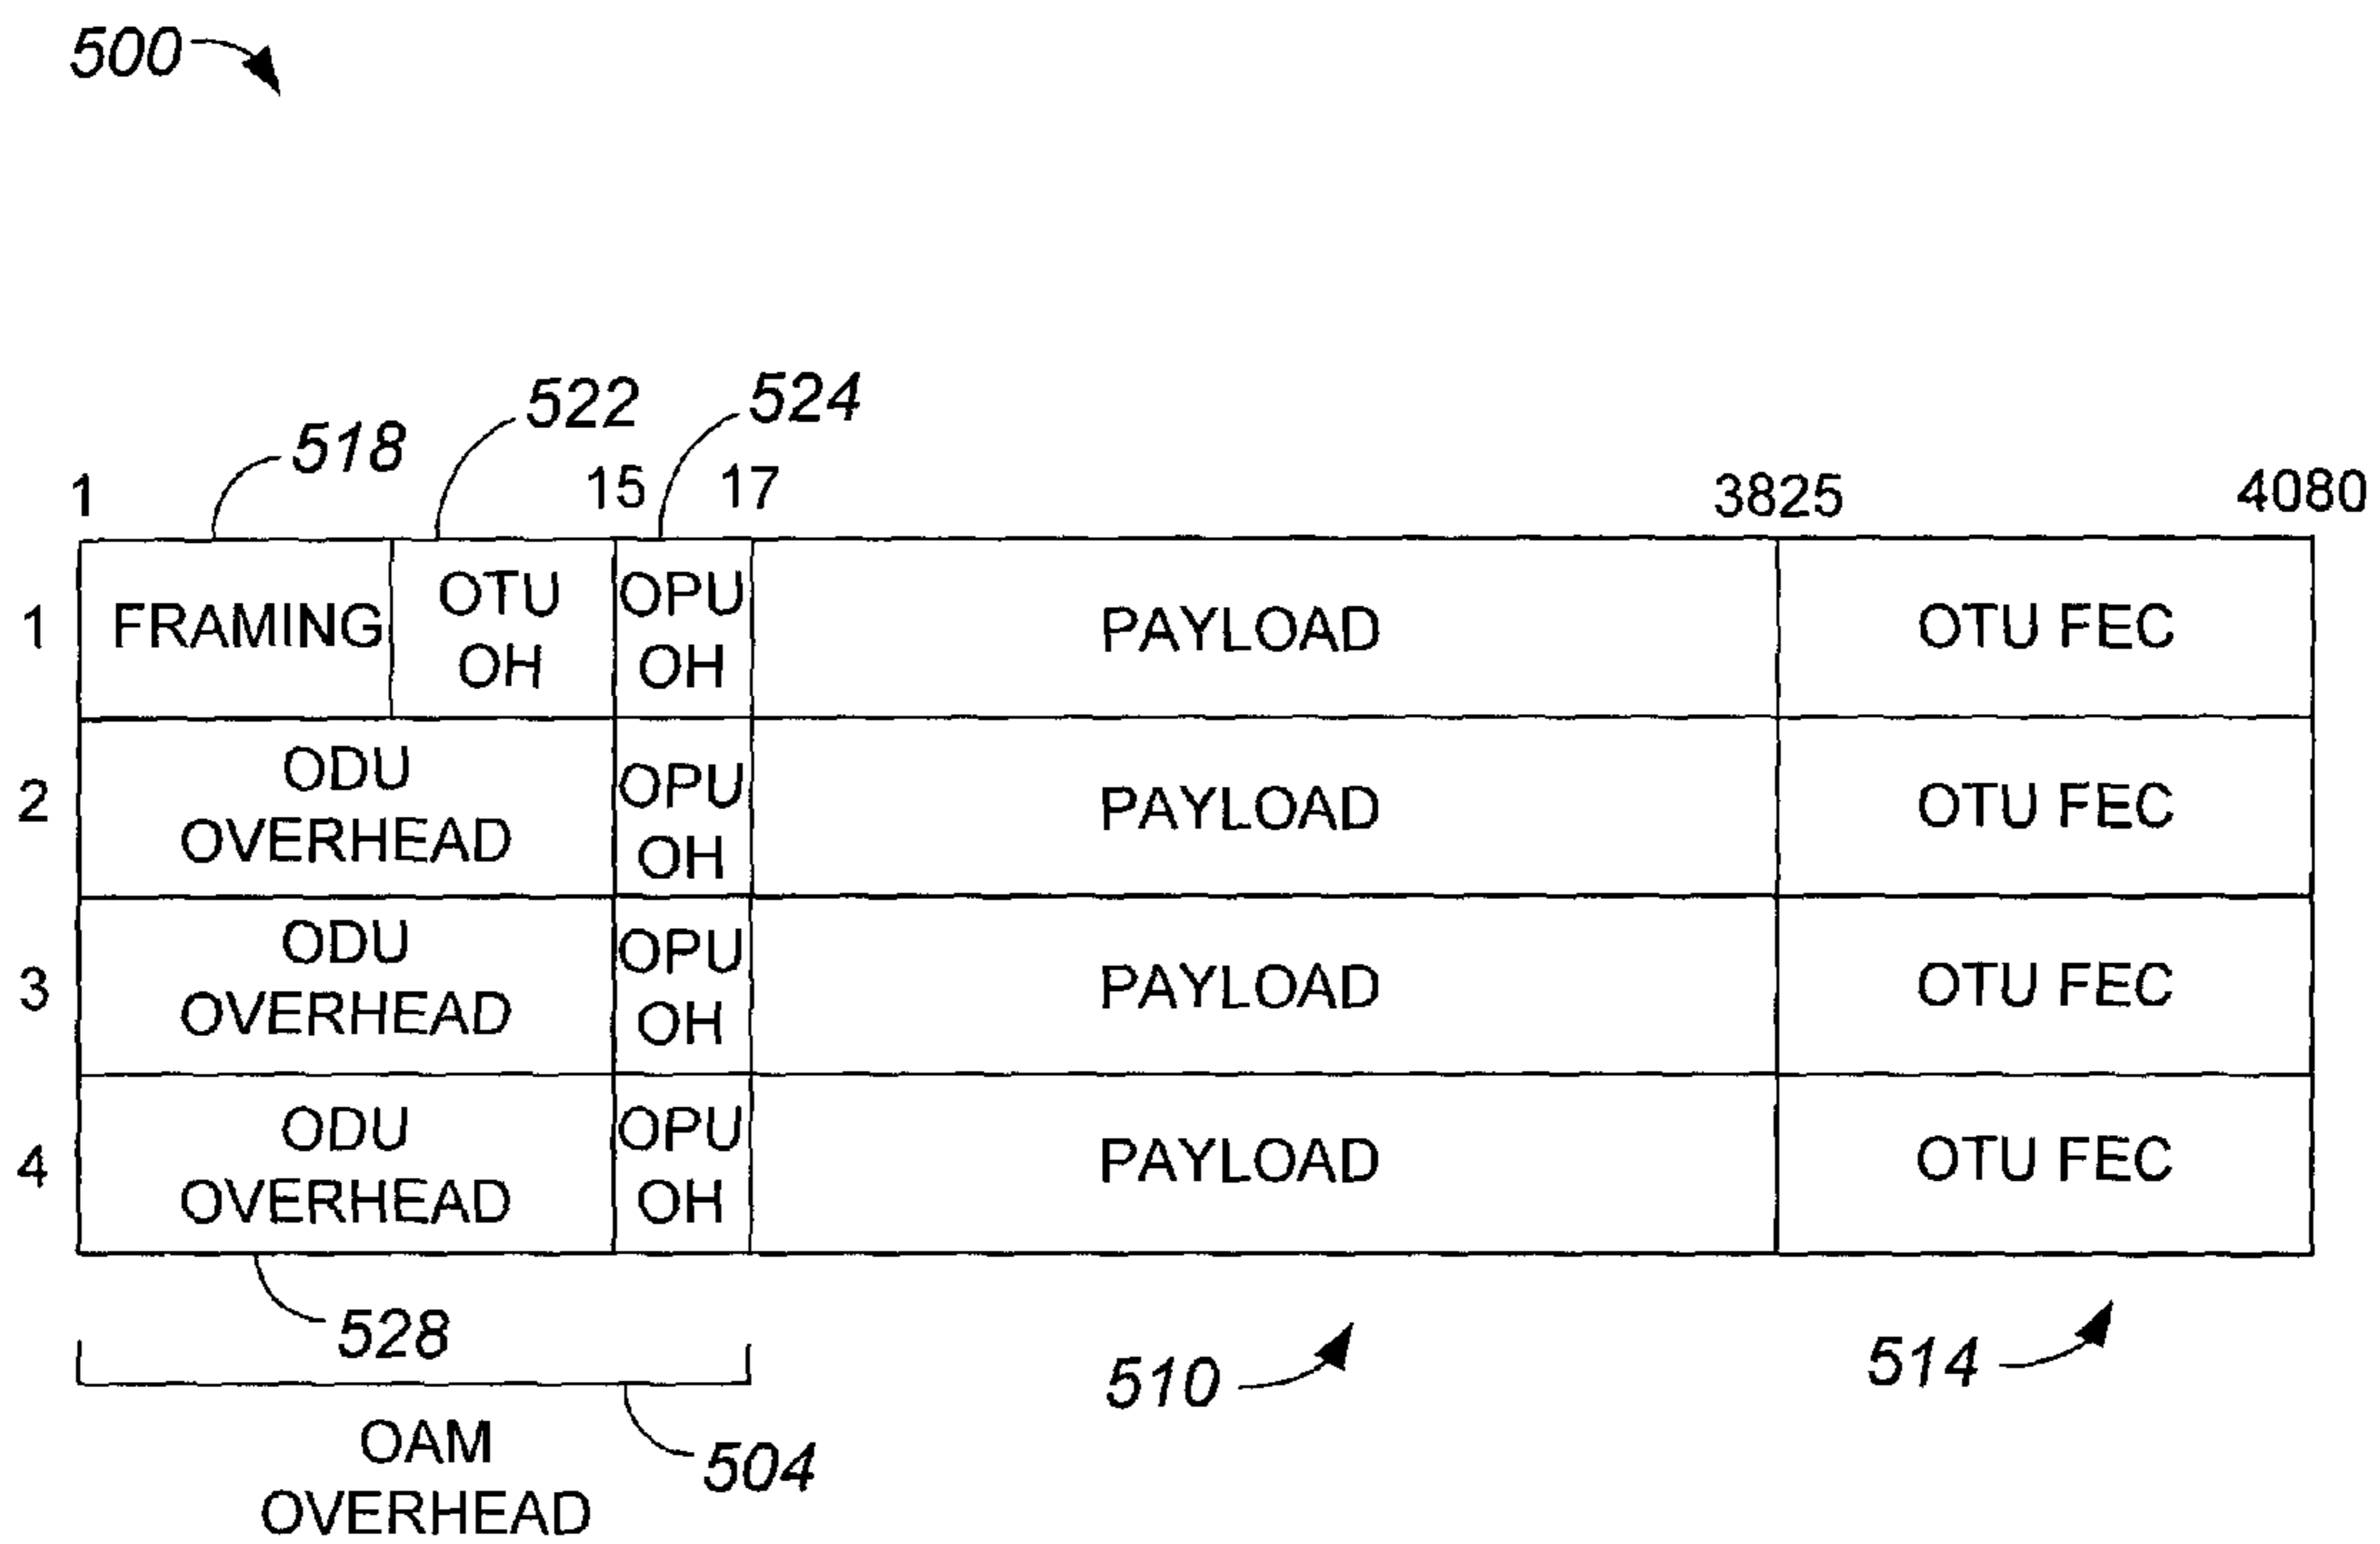 500
522
524
518
1
15
17
3825
4080
1
FRAMING
OTU
OH
OPU
OH
PAYLOAD
OTU FEC
2
ODU
OVERHEAD
OPU
OH
PAYLOAD
OTU FEC
3
ODU
OVERHEAD
OPU
OH
PAYLOAD
OTU FEC
4
ODU
OVERHEAD
OPU
OH
PAYLOAD
OTU FEC
528
510
514
504
OAM
OVERHEAD